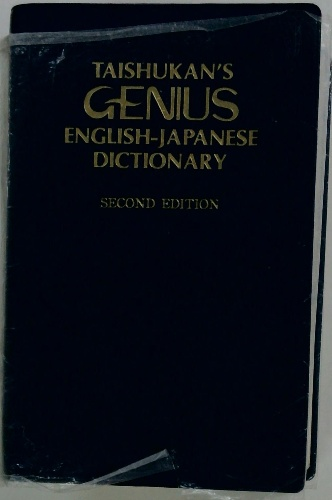 TAISHUKAN'S
GENIUS
ENGLISH-JAPANESE
DICTIONARY
SECOND EDITION